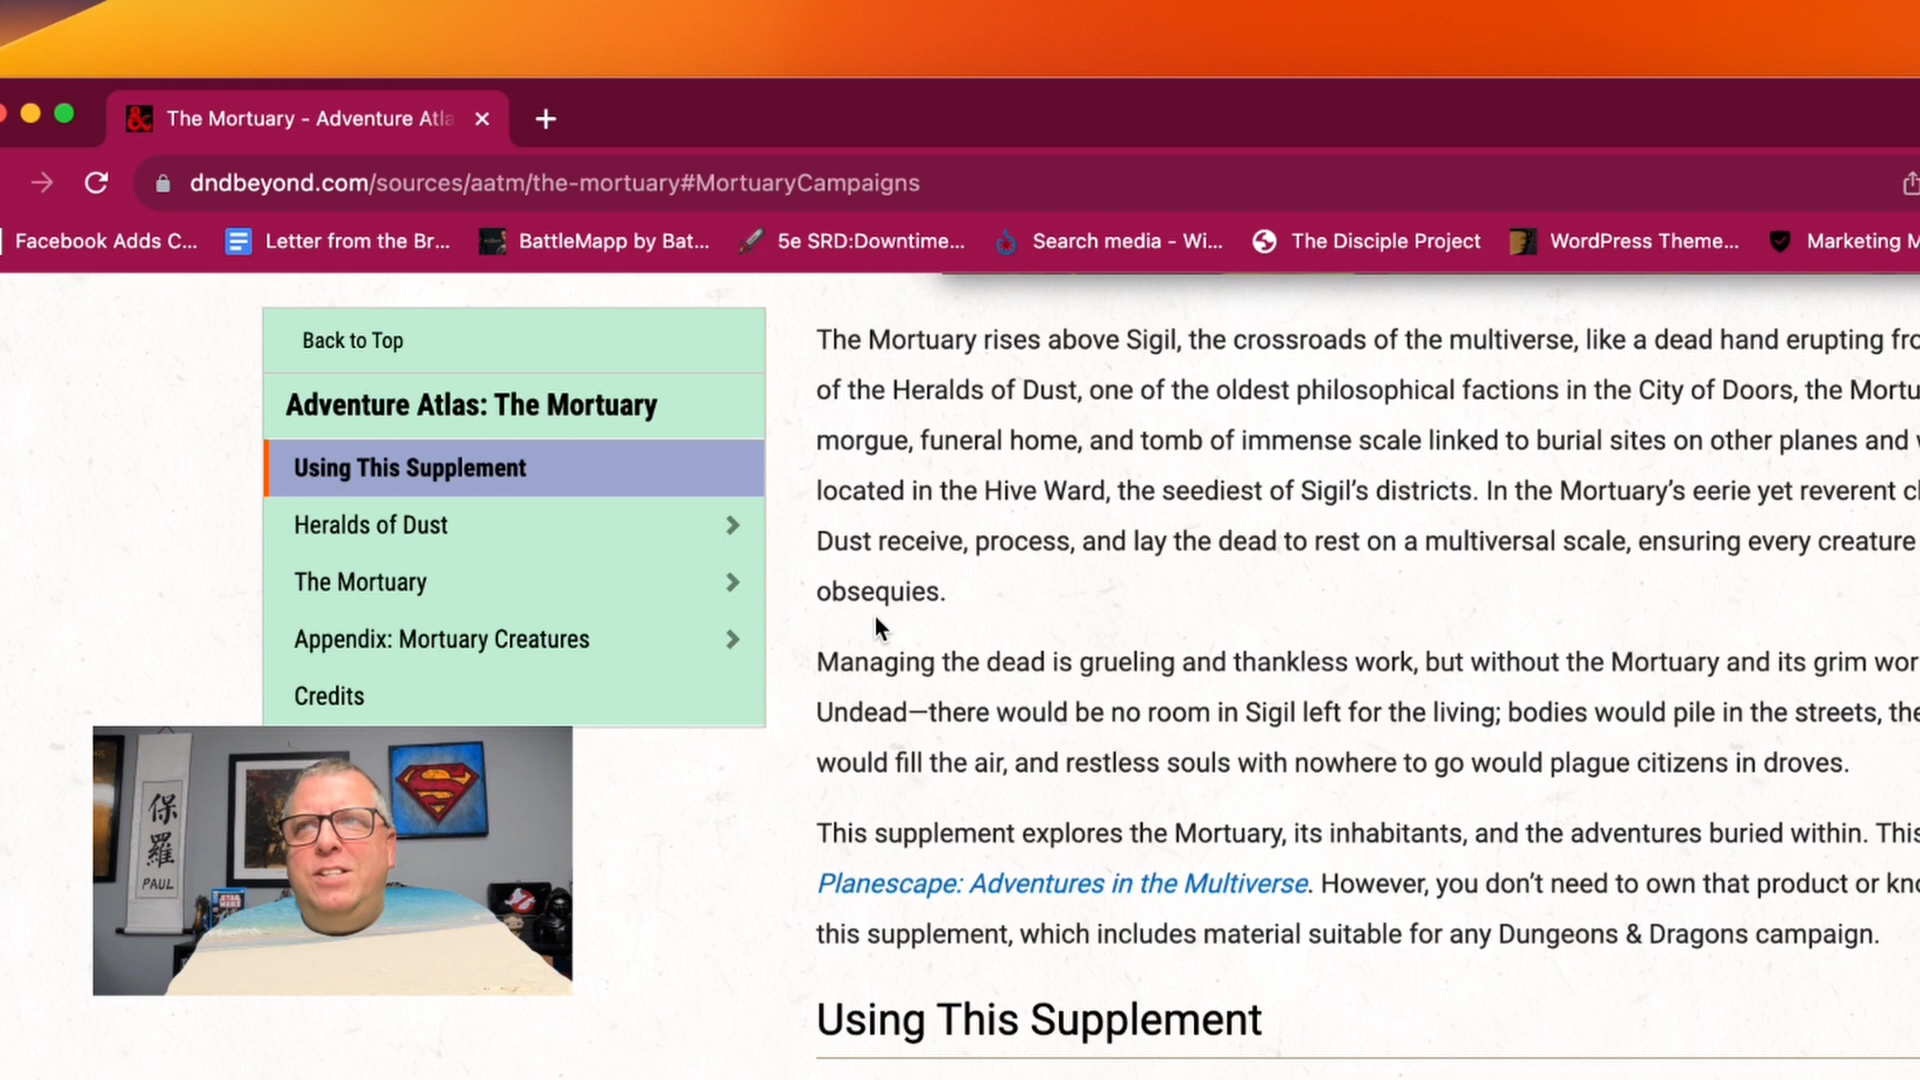 The Mortuary - Adventure Atla
dndbeyond.com/sources/aatm/the-mortuary#MortuaryCampaigns
Facebook Adds C...
Letter from the Br...
BattleMapp by Bat...
5e SRD:Downtime...
Search media - Wi...
The Disciple Project
WordPress Theme...
Marketing M
Back to Top
Adventure Atlas: The Mortuary
Using This Supplement
Heralds of Dust
The Mortuary
Appendix: Mortuary Creatures
Credits
The Mortuary rises above Sigil, the crossroads of the multiverse, like a dead hand erupting fro
of the Heralds of Dust, one of the oldest philosophical factions in the City of Doors, the Mortu
morgue, funeral home, and tomb of immense scale linked to burial sites on other planes and
located in the Hive Ward, the seediest of Sigil’s districts. In the Mortuary’s eerie yet reverent
Dust receive, process, and lay the dead to rest on a multiversal scale, ensuring every creature
obsequies.
Managing the dead is grueling and thankless work, but without the Mortuary and its grim wor
Undead—there would be no room in Sigil left for the living; bodies would pile in the streets, the
would fill the air, and restless souls with nowhere to go would plague citizens in droves.
This supplement explores the Mortuary, its inhabitants, and the adventures buried within. This
Planescape: Adventures in the Multiverse. However, you don’t need to own that product or kno
this supplement, which includes material suitable for any Dungeons & Dragons campaign.
Using This Supplement
保
羅
PAUL
STAR
WARS